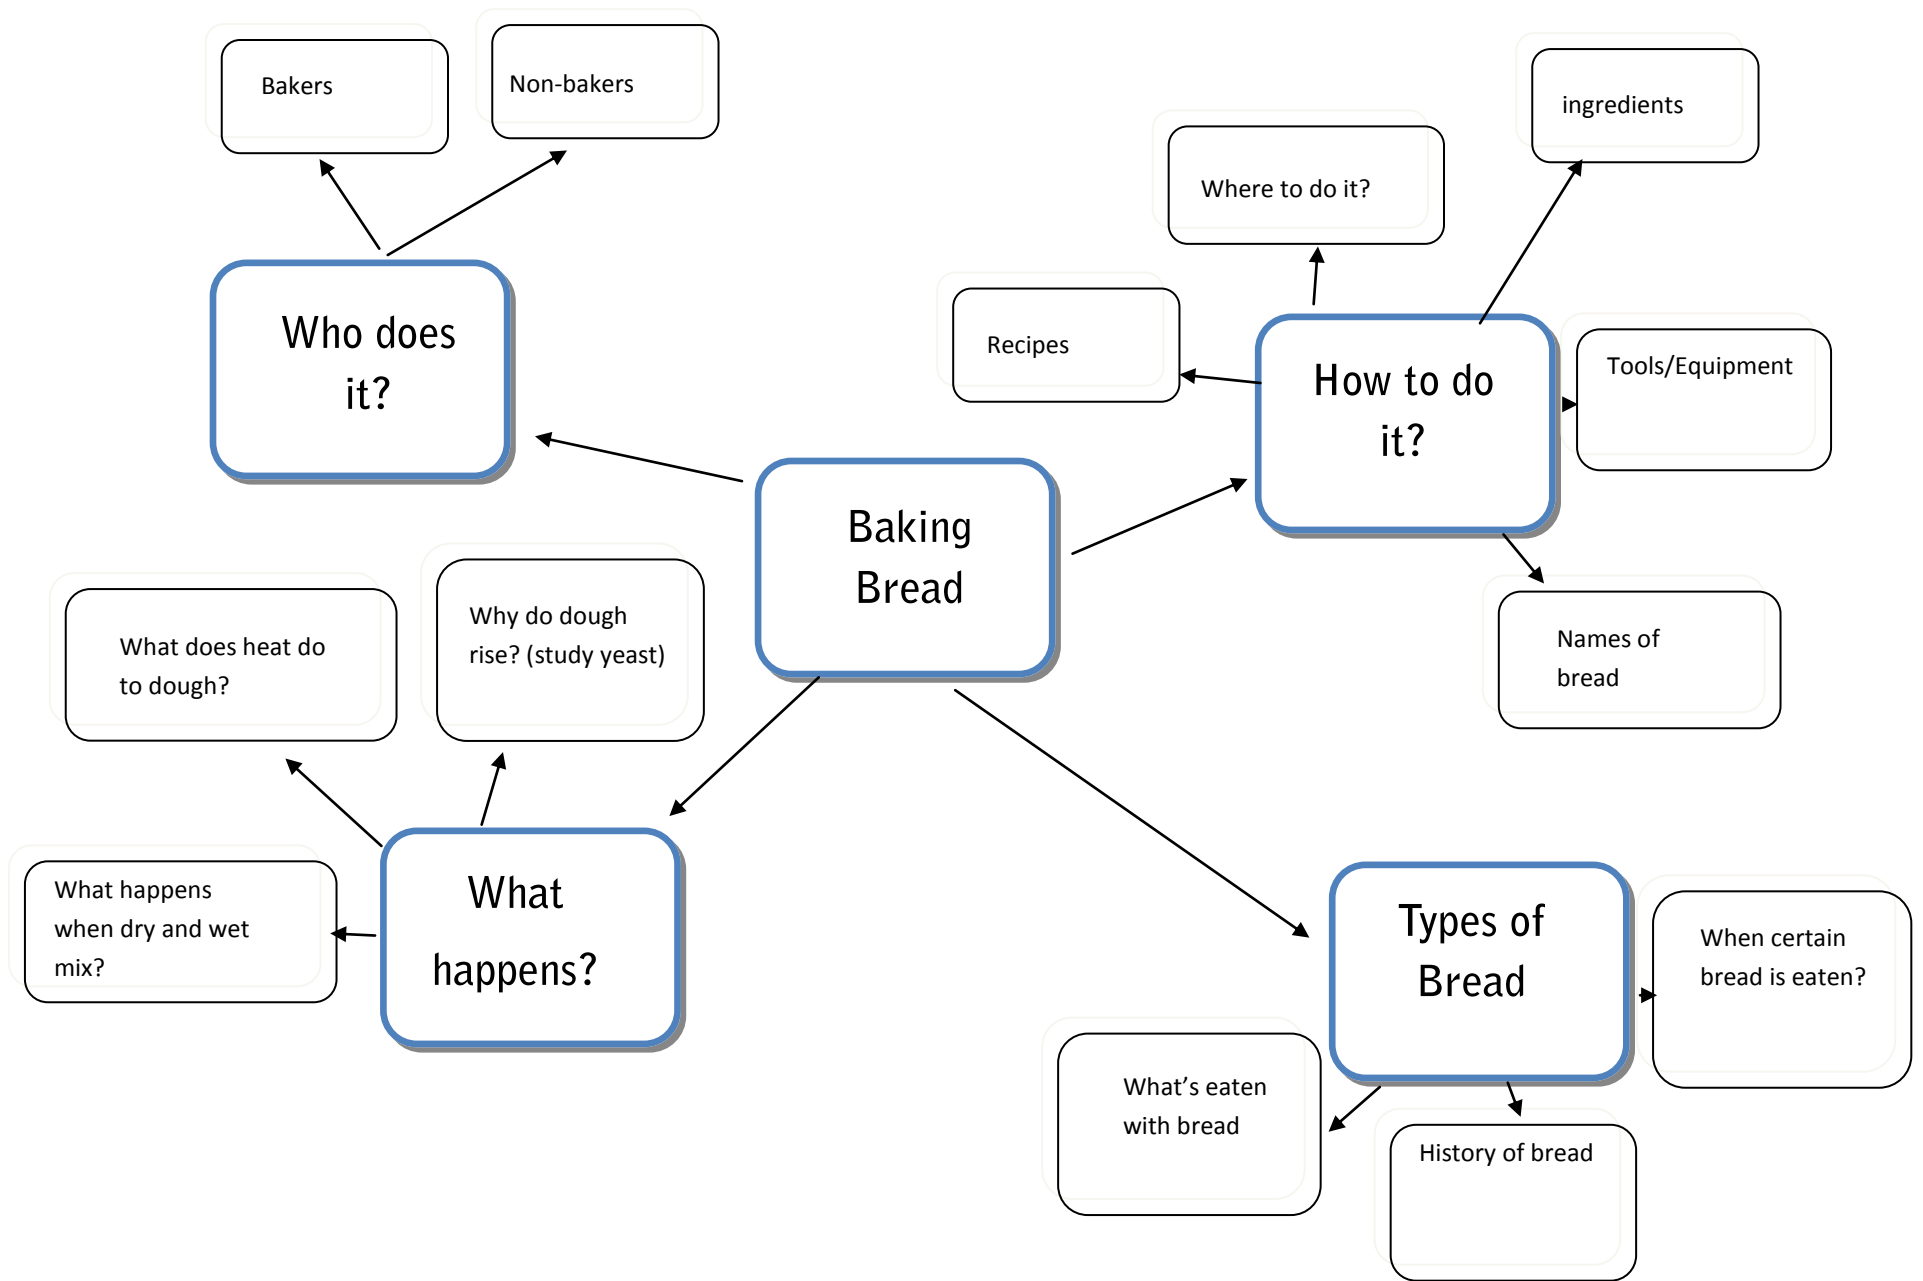 Bakers
Non-bakers
ingredients
Where to do it?
Recipes
Tools/Equipment
Who does
it?
How to do
it?
Baking
Bread
Names of
bread
What does heat do
to dough?
Why do dough
rise? (study yeast)
What happens
when dry and wet
mix?
What
happens?
Types of
Bread
When certain
bread is eaten?
What’s eaten
with bread
History of bread